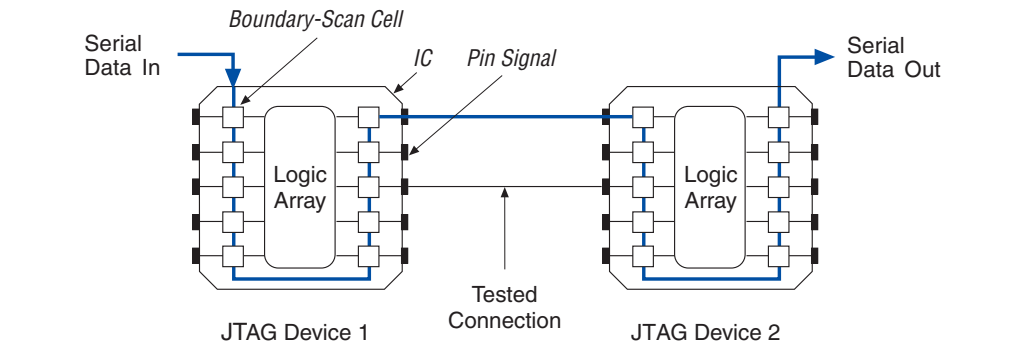 Boundary-Scan Cell
Serial
Data In
IC
Pin Signal
Serial
Data Out
Logic
Array
Logic
Array
Tested
Connection
JTAG Device 1
JTAG Device 2